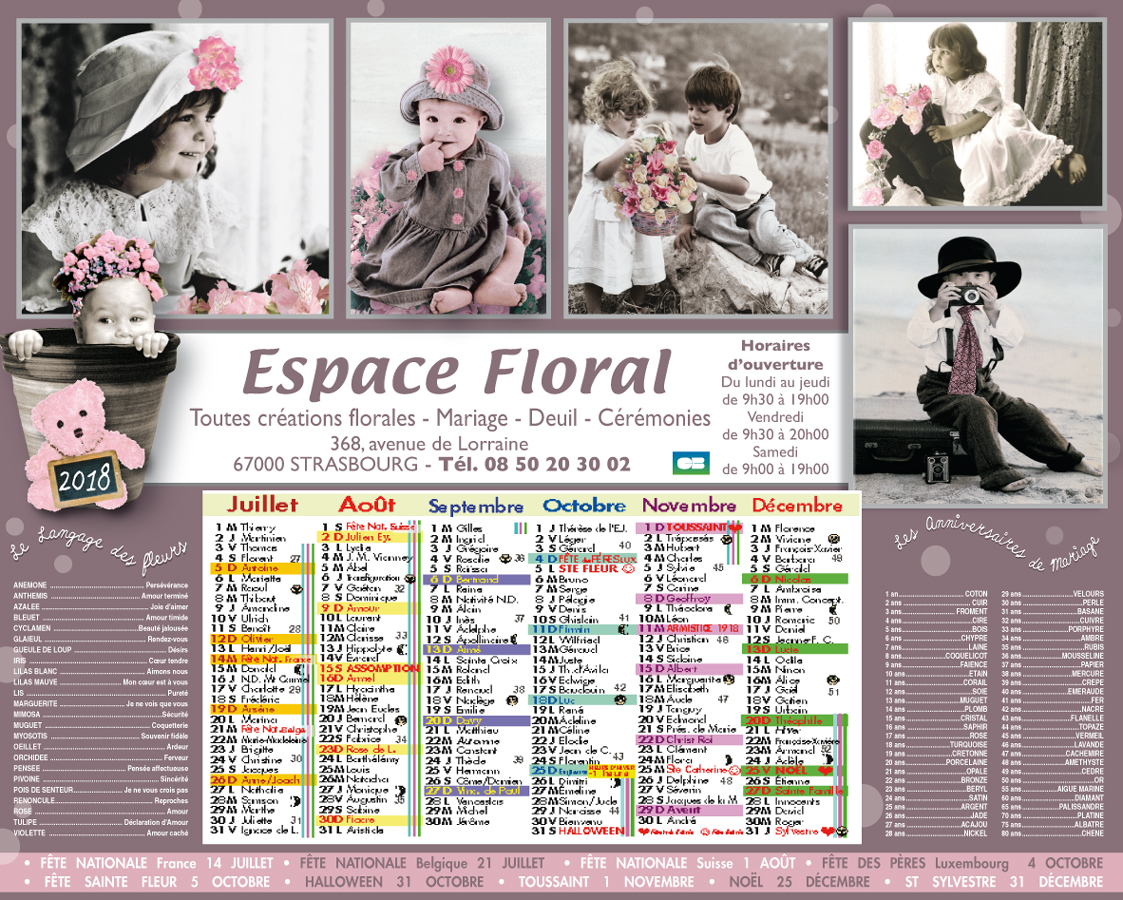 Espace Floral
Toutes créations florales - Mariage - Deuil - Cérémonies
368, avenue de Lorraine
67000 STRASBOURG - Tél. 08 50 20 30 02
Horaires
d'ouverture
Du lundi au jeudi
de 9h30 à 19h00
Vendredi
de 9h30 à 20h00
Samedi
de 9h00 à 19h00
2018
Le Langage des fleurs
ANEMONE Persévérance
ANTHEMIS Amour terminé
AZALEE Joie d'aimer
BLEUET Amour timide
CYCLAMEN Beauté jalousée
GLAIEUL Rendez-vous
GUEULE DE LOUP Désirs
IRIS Cœur tendre
LILAS BLANC Aimons nous
LILAS MAUVE Mon cœur est à vous
LIS Pureté
MARGUERITE Je ne vois que vous
MIMOSA Sécurité
MUGUET Coquetterie
MYOSOTIS Souvenir fidèle
OEILLET Ardeur
ORCHIDEE Ferveur
PENSEE Pensée affectueuse
PIVOINE Sincérité
POIS DE SENTEUR Je ne vous crois pas
RENONCULE Reproches
ROSE Amour
TULIPE Déclaration d'Amour
VIOLETTE Amour caché
Juillet
1 M Thierry
2 J Martinien
3 V Thomas
4 S Florent 27
5 D Antoine
6 L Mariette
7 M Raoul
8 M Thibaut
9 J Amandine
10 V Ulrich
11 S Benoît 28
12 D Olivier
13 L Henri/Joël
14 M Fête Nat. France
15 M Donald
16 J N.D. Mt Carmel
17 V Charlotte 29
18 S Frédéric
19 D Arsène
20 L Marina
21 M Fête Nat. Belge
22 M Marie-Madeleine
23 J Brigitte
24 V Christine 30
25 S Jacques
26 D Anne/Joach
27 L Nathalie
28 M Samson
29 M Marthe
30 J Juliette 31
31 V Ignace de L.
Août
1 S Fête Nat. Suisse
2 D Julien Ey.
3 L Lydie
4 M J.M. Vianney
5 M Abel
6 J Transfiguration
7 V Gaétan 32
8 S Dominique
9 D Amour
10 L Laurent
11 M Claire
12 M Clarisse 33
13 J Hippolyte
14 V Evrard
15 S ASSOMPTION
16 D Armel
17 L Hyacinthe
18 M Hélène
19 M Jean Eudes
20 J Bernard
21 V Christophe
22 S Fabrice 34
23 D Rose de L.
24 L Barthélémy
25 M Louis
26 M Natacha
27 J Monique
28 V Augustin 35
29 S Sabine
30 D Fiacre
31 L Aristide
Septembre
1 M Gilles
2 M Ingrid
3 J Grégoire
4 V Rosalie 36
5 S Raïssa
6 D Bertrand
7 L Reine
8 M Nativité N.D.
9 M Alain
10 J Inès 37
11 V Adelphe
12 S Apollinaire
13 D Aimé
14 L Sainte Croix
15 M Roland
16 M Edith
17 J Renaud 38
18 V Nadège
19 S Emilie
20 D Davy
21 L Matthieu
22 M Maurice
23 M Constant
24 J Thècle 39
25 V Hermann
26 S Côme/Damien
27 D Vinc. de Paul
28 L Venceslas
29 M Michel
30 M Jérôme
Octobre
1 J Thérèse de l'E.J.
2 V Léger
3 S Gérard 40
4 D FÊTE des PÈRES Lux
5 L STE FLEUR
6 M Bruno
7 M Serge
8 J Pélagie
9 V Denis
10 S Ghislain 41
11 D Firmin
12 L Wilfried
13 M Géraud
14 M Juste
15 J Th. d'Avila
16 V Edwige
17 S Baudouin 42
18 D Luc
19 L René
20 M Adeline
21 M Céline
22 J Elodie
23 V Jean de C.
24 S Florentin 43
25 D HEURE D'HIVER -1 heure
26 L Dimitri
27 M Emeline
28 M Simon/Jude
29 J Narcisse 44
30 V Bienvenu
31 S HALLOWEEN
Novembre
1 D TOUSSAINT
2 L Trépassés
3 M Hubert
4 M Charles
5 J Sylvie 45
6 V Léonard
7 S Carine
8 D Geoffroy
9 L Théodore
10 M Léon
11 M ARMISTICE 1918
12 J Christian 46
13 V Brice
14 S Sidoine
15 D Albert
16 L Marguerite
17 M Elisabeth
18 M Aude 47
19 J Tanguy
20 V Edmond
21 S Prés. de Marie
22 D Christ Roi
23 L Clément
24 M Flora
25 M Ste Catherine
26 J Delphine 48
27 V Séverin
28 S Jacques de la M
29 D Avent
30 L André
Décembre
1 M Florence
2 M Viviane
3 J François-Xavier
4 V Barbara 49
5 S Gérald
6 D Nicolas
7 L Ambroise
8 M Imm. Concept.
9 M Pierre
10 J Romaric 50
11 V Daniel
12 S Jeanne F. C.
13 D Lucie
14 L Odile
15 M Ninon
16 M Alice
17 J Gaël 51
18 V Gatien
19 S Urbain
20 D Théophile
21 L Hiver
22 M Françoise-Xavière
23 M Armand
24 J Adèle
25 V NOËL
26 S Etienne
27 D Sainte Famille
28 L Innocents
29 M David
30 M Roger
31 J Sylvestre
Les Anniversaires de mariage
1 ans COTON
2 ans CUIR
3 ans FROMENT
4 ans CIRE
5 ans BOIS
6 ans CHYPRE
7 ans LAINE
8 ans COQUELICOT
9 ans FAIENCE
10 ans ETAIN
11 ans CORAIL
12 ans SOIE
13 ans MUGUET
14 ans PLOMB
15 ans CRISTAL
16 ans SAPHIR
17 ans ROSE
18 ans TURQUOISE
19 ans CRETONNE
20 ans PORCELAINE
21 ans OPALE
22 ans BRONZE
23 ans BERYL
24 ans SATIN
25 ans ARGENT
26 ans JADE
27 ans ACAJOU
28 ans NICKEL
29 ans VELOURS
30 ans PERLE
31 ans BASANE
32 ans CUIVRE
33 ans PORPHYRE
34 ans AMBRE
35 ans RUBIS
36 ans MOUSSELINE
37 ans PAPIER
38 ans MERCURE
39 ans CREPE
40 ans EMERAUDE
41 ans FER
42 ans NACRE
43 ans FLANELLE
44 ans TOPAZE
45 ans VERMEIL
46 ans LAVANDE
47 ans CACHEMIRE
48 ans AMETHYSTE
49 ans CEDRE
50 ans OR
55 ans AIGUE MARINE
60 ans DIAMANT
65 ans PALISSANDRE
70 ans PLATINE
75 ans ALBATRE
80 ans CHENE
• FÊTE NATIONALE France 14 JUILLET • FÊTE NATIONALE Belgique 21 JUILLET • FÊTE NATIONALE Suisse 1 AOÛT • FÊTE DES PÈRES Luxembourg 4 OCTOBRE
• FÊTE SAINTE FLEUR 5 OCTOBRE • HALLOWEEN 31 OCTOBRE • TOUSSAINT 1 NOVEMBRE • NOËL 25 DÉCEMBRE • ST SYLVESTRE 31 DÉCEMBRE